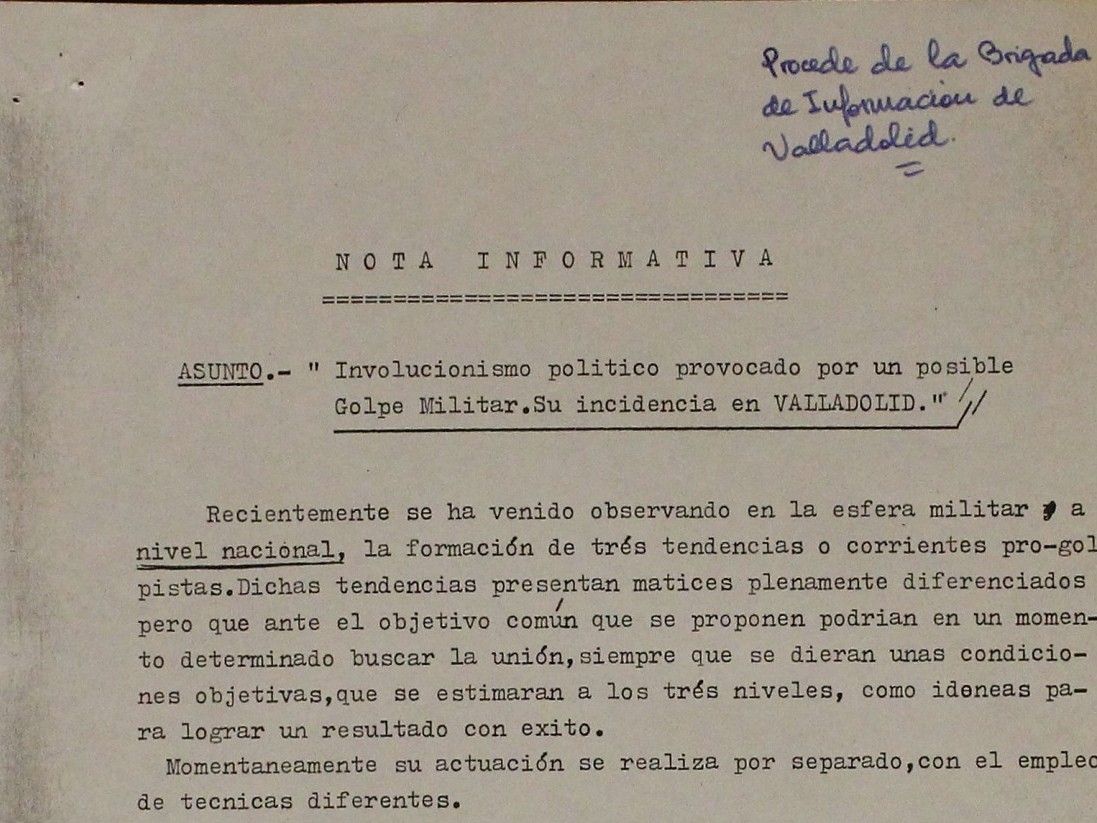 Procede de la Brigada
de Información de
Valladolid.
NOTA INFORMATIVA
=================================
ASUNTO.- " Involucionismo politico provocado por un posible
Golpe Militar.Su incidencia en VALLADOLID."//
Recientemente se ha venido observando en la esfera militar y a
nivel nacional, la formación de trés tendencias o corrientes pro-gol
pistas.Dichas tendencias presentan matices plenamente diferenciados
pero que ante el objetivo común que se proponen podrian en un momen-
to determinado buscar la unión,siempre que se dieran unas condicio-
nes objetivas,que se estimaran a los trés niveles, como idoneas pa-
ra lograr un resultado con exito.
Momentaneamente su actuación se realiza por separado,con el empleo
de tecnicas diferentes.